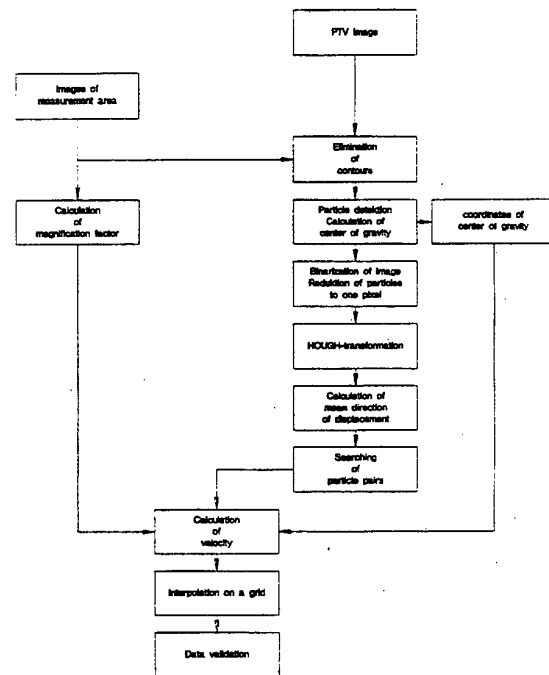 PTV Image
Images of
measurement area
Elimination
of
contours
Calculation
of
magnification factor
Particle detektion
Calculation of
center of gravity
coordinates of
center of gravity
Binarization of image
Reduktion of particles
to one pixel
HOUGH-transformation
Calculation of
mean direction
of displacement
Searching
of
particle pairs
Calculation
of
velocity
Interpolation on a grid
Data validation